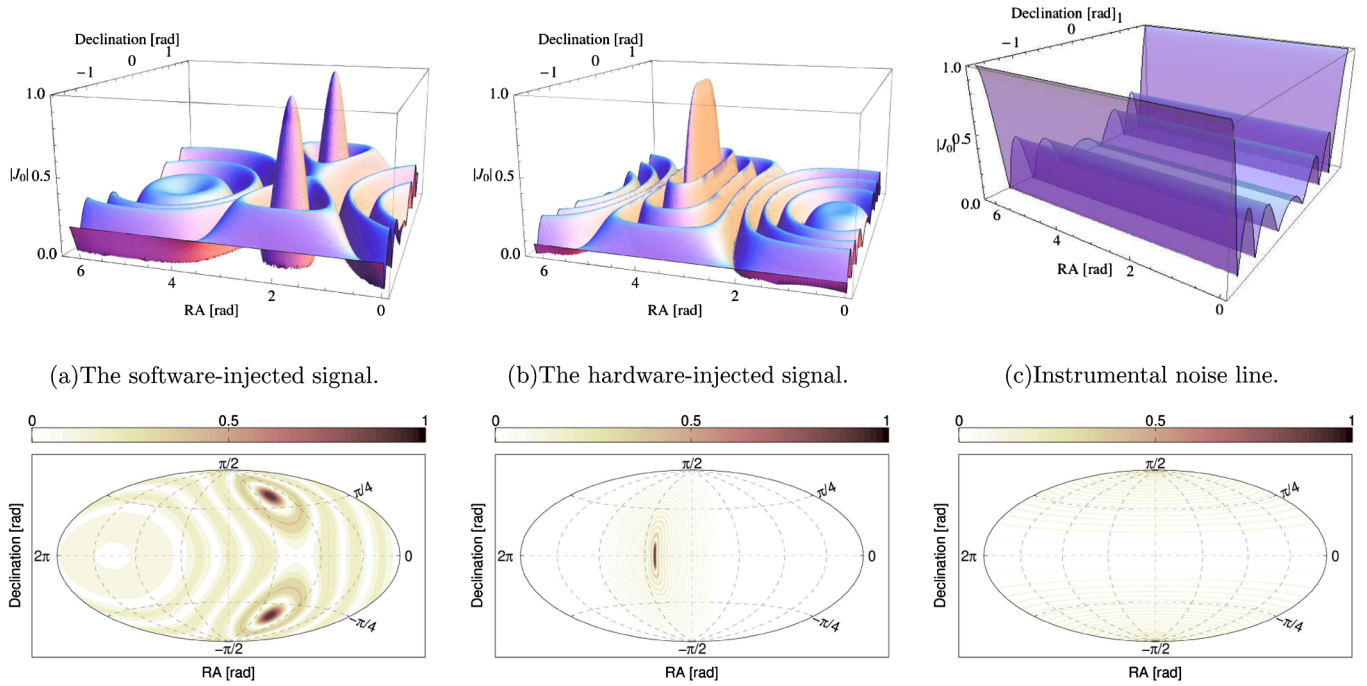 Declination [rad]
−1
0
1
1.0
|J₀|
0.5
0.0
6
4
2
0
RA [rad]
(a)The software-injected signal.
Declination [rad]
−1
0
1
1.0
|J₀|
0.5
0.0
6
4
2
0
RA [rad]
(b)The hardware-injected signal.
Declination [rad]
−1
0
1
1.0
|J₀|
0.5
0.0
6
4
2
0
RA [rad]
(c)Instrumental noise line.
0 0.5 1
π/2
π/4
Declination [rad]
2π
0
−π/4
−π/2
RA [rad]
0 0.5 1
π/2
π/4
Declination [rad]
2π
0
−π/4
−π/2
RA [rad]
0 0.5 1
π/2
π/4
Declination [rad]
2π
0
−π/4
−π/2
RA [rad]